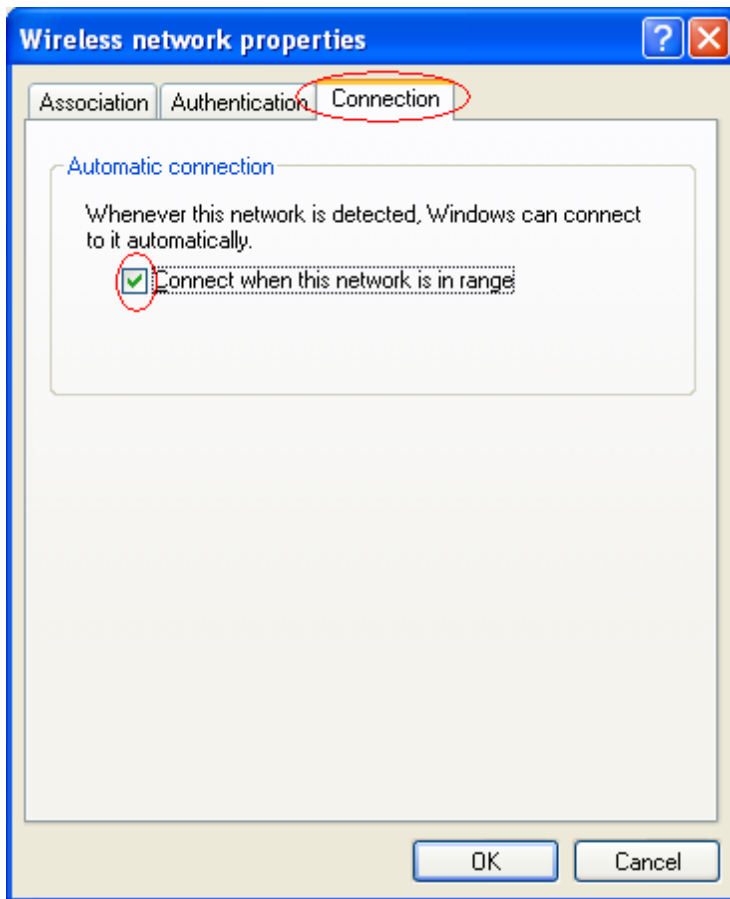 Wireless network properties
Association Authentication Connection
Automatic connection
Whenever this network is detected, Windows can connect
to it automatically.
Connect when this network is in range
OK Cancel